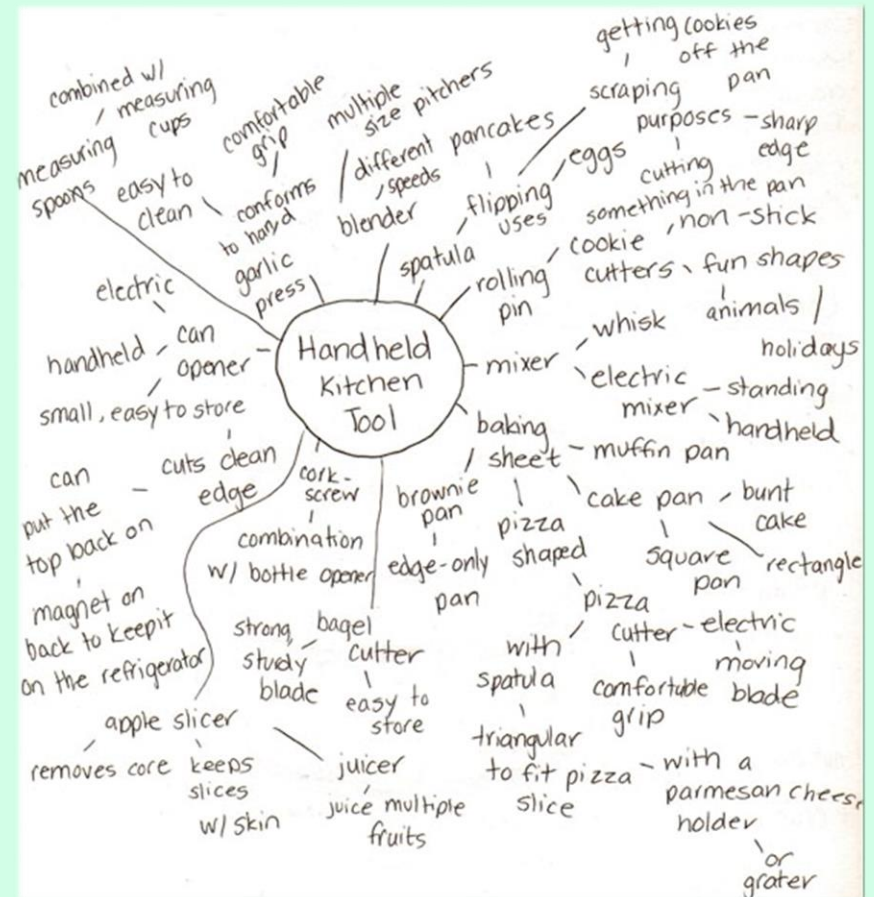 Handheld
Kitchen
Tool
measuring
spoons
combined w/
measuring
cups
garlic
press
conforms
to hand
comfortable
grip
easy to
clean
blender
different
speeds
multiple
size pitchers
spatula
flipping
uses
pancakes
eggs
scraping
purposes
getting cookies
off the
pan
sharp
edge
cutting
something in the pan
rolling
pin
cookie
cutters
non-stick
fun shapes
animals
holidays
mixer
whisk
electric
mixer
standing
handheld
baking
sheet
muffin pan
cake pan
bunt
cake
rectangle
square
pan
brownie
pan
edge-only
pan
pizza
shaped
pizza
cutter
electric
moving
blade
comfortable
grip
with
spatula
triangular
to fit pizza
slice
with a
parmesan chees
holder
or
grater
bagel
cutter
strong
study
blade
easy to
store
cork-
screw
combination
w/ bottle opener
apple slicer
removes core
keeps
slices
w/ skin
juicer
juice multiple
fruits
can
opener
electric
handheld
small, easy to store
cuts clean
edge
can
put the
top back on
magnet on
back to keep it
on the refrigerator